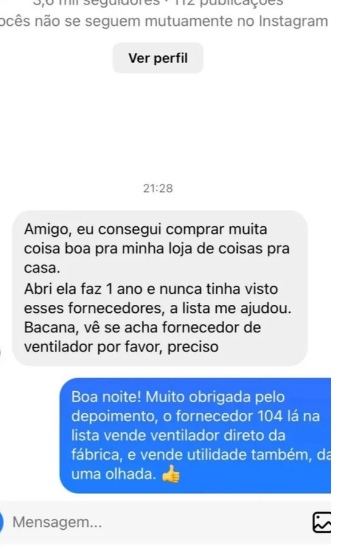 3,6 mil seguidores · 112 publicações
ocês não se seguem mutuamente no Instagram
Ver perfil
21:28
Amigo, eu consegui comprar muita
coisa boa pra minha loja de coisas pra
casa.
Abri ela faz 1 ano e nunca tinha visto
esses fornecedores, a lista me ajudou.
Bacana, vê se acha fornecedor de
ventilador por favor, preciso
Boa noite! Muito obrigada pelo
depoimento, o fornecedor 104 lá na
lista vende ventilador direto da
fábrica, e vende utilidade também, da
uma olhada. 👍
Mensagem...